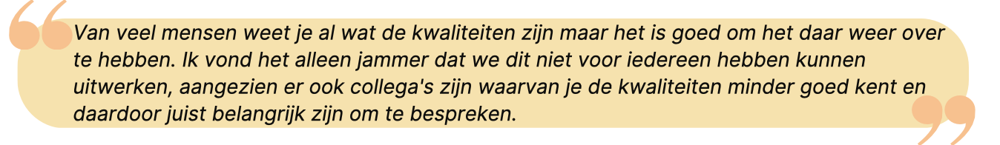 Van veel mensen weet je al wat de kwaliteiten zijn maar het is goed om het daar weer over
te hebben. Ik vond het alleen jammer dat we dit niet voor iedereen hebben kunnen
uitwerken, aangezien er ook collega's zijn waarvan je de kwaliteiten minder goed kent en
daardoor juist belangrijk zijn om te bespreken.